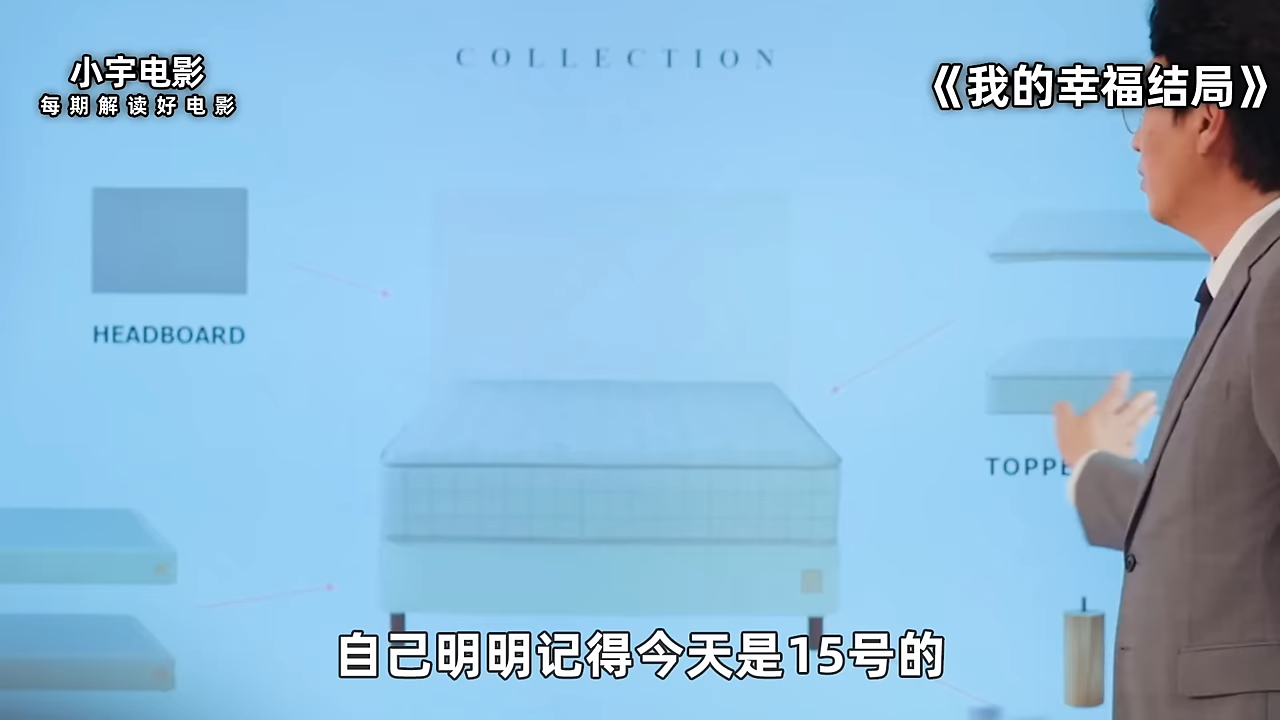 COLLECTION
小宇电影
每期解读好电影
《我的幸福结局》
HEADBOARD
TOPPE
自己明明记得今天是15号的